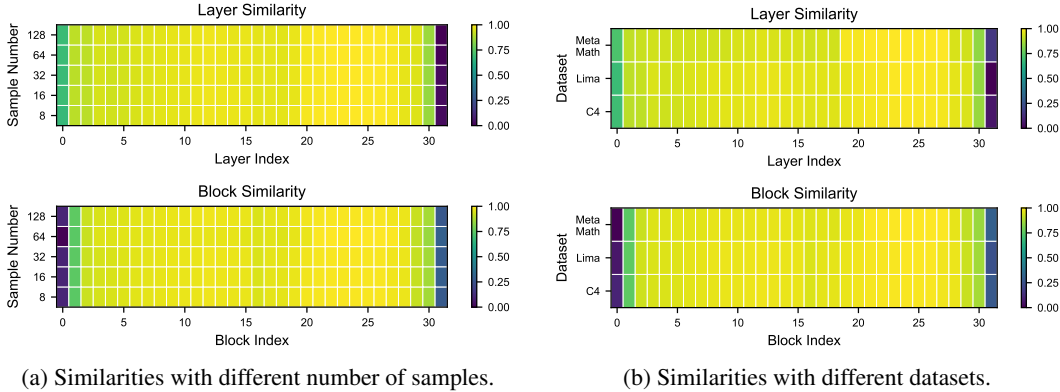 Layer Similarity
Sample Number
128
64
32
16
8
0 5 10 15 20 25 30
Layer Index
1.00
0.75
0.50
0.25
0.00
Block Similarity
Sample Number
128
64
32
16
8
0 5 10 15 20 25 30
Block Index
1.00
0.75
0.50
0.25
0.00
(a) Similarities with different number of samples.
Layer Similarity
Dataset
Meta
Math
Lima
C4
0 5 10 15 20 25 30
Layer Index
1.00
0.75
0.50
0.25
0.00
Block Similarity
Dataset
Meta
Math
Lima
C4
0 5 10 15 20 25 30
Block Index
1.00
0.75
0.50
0.25
0.00
(b) Similarities with different datasets.